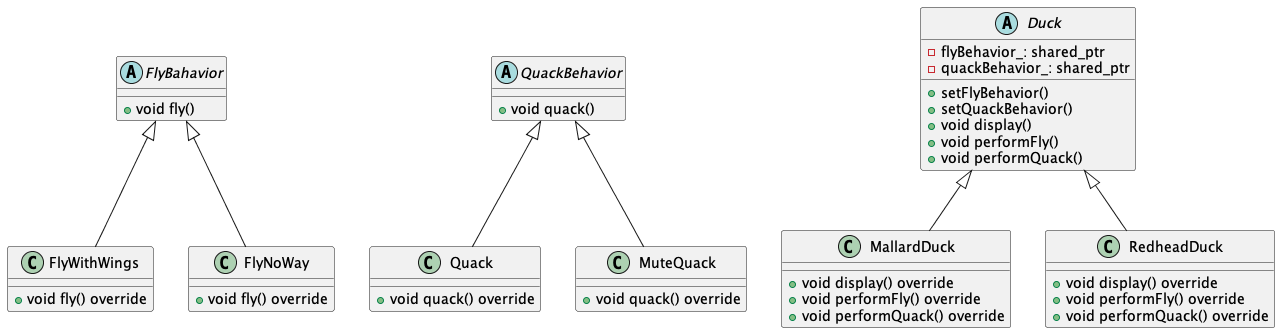 A FlyBahavior
void fly()
C FlyWithWings
void fly() override
C FlyNoWay
void fly() override
A QuackBehavior
void quack()
C Quack
void quack() override
C MuteQuack
void quack() override
A Duck
flyBehavior_: shared_ptr
quackBehavior_: shared_ptr
setFlyBehavior()
setQuackBehavior()
void display()
void performFly()
void performQuack()
C MallardDuck
void display() override
void performFly() override
void performQuack() override
C RedheadDuck
void display() override
void performFly() override
void performQuack() override